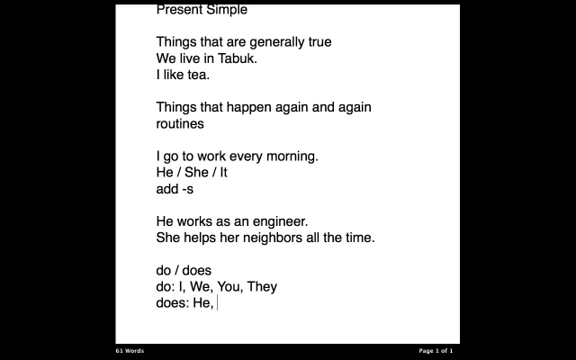 Present Simple
Things that are generally true
We live in Tabuk.
I like tea.
Things that happen again and again
routines
I go to work every morning.
He / She / It
add -s
He works as an engineer.
She helps her neighbors all the time.
do / does
do: I, We, You, They
does: He,
61 Words
Page 1 of 1